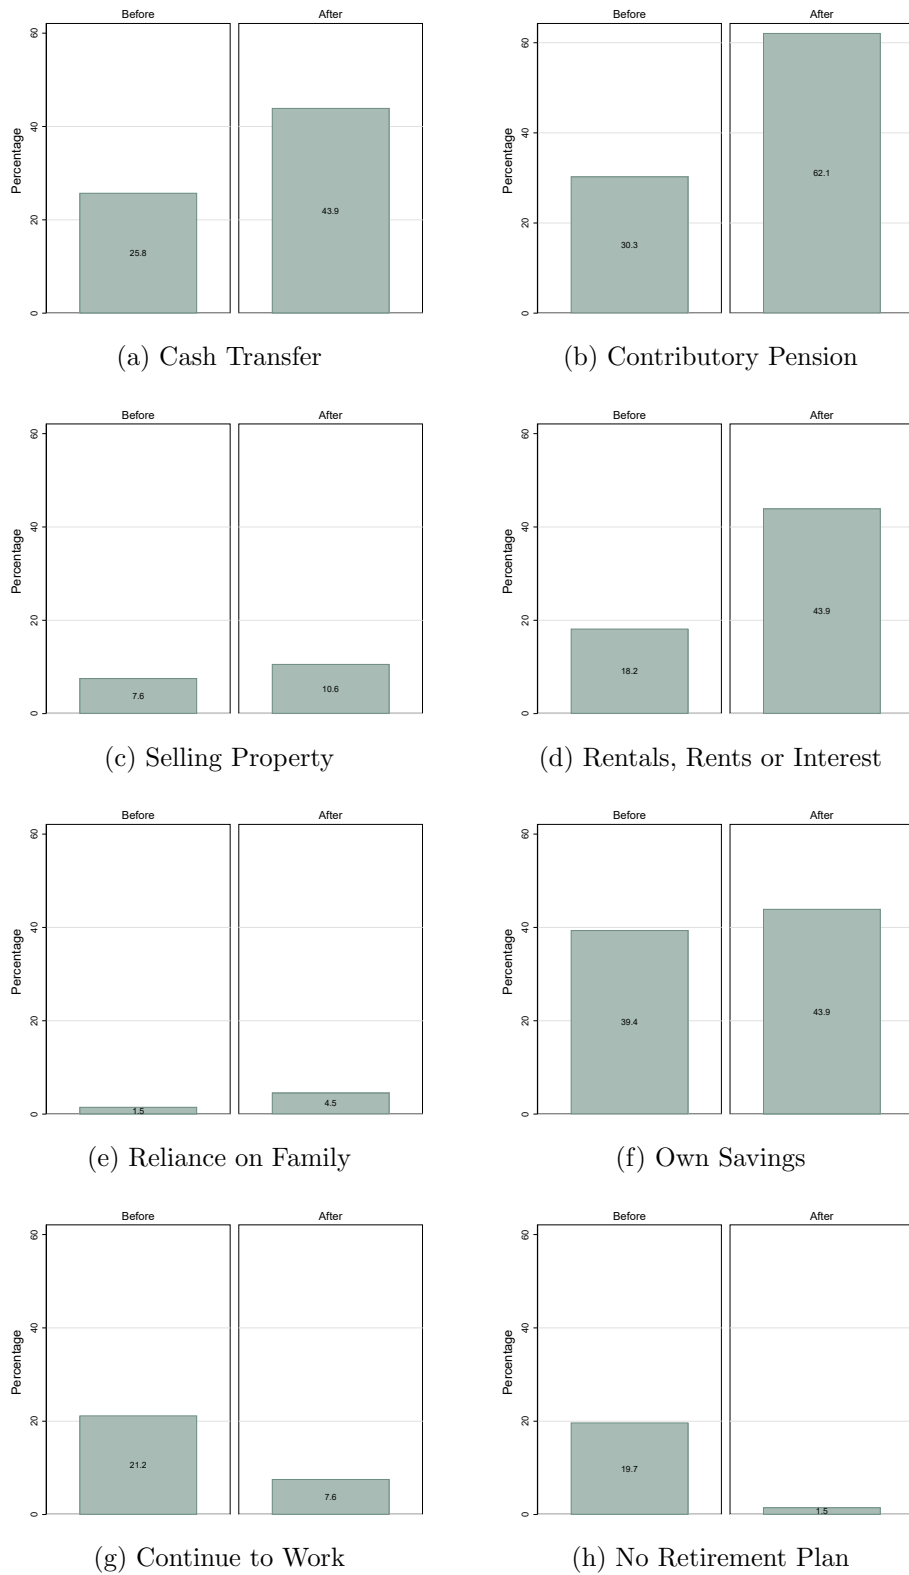 Before After
Percentage
0 20 40 60
25.8
43.9
(a) Cash Transfer
Before After
Percentage
0 20 40 60
30.3
62.1
(b) Contributory Pension
Before After
Percentage
0 20 40 60
7.6
10.6
(c) Selling Property
Before After
Percentage
0 20 40 60
18.2
43.9
(d) Rentals, Rents or Interest
Before After
Percentage
0 20 40 60
1.5
4.5
(e) Reliance on Family
Before After
Percentage
0 20 40 60
39.4
43.9
(f) Own Savings
Before After
Percentage
0 20 40 60
21.2
7.6
(g) Continue to Work
Before After
Percentage
0 20 40 60
19.7
1.5
(h) No Retirement Plan